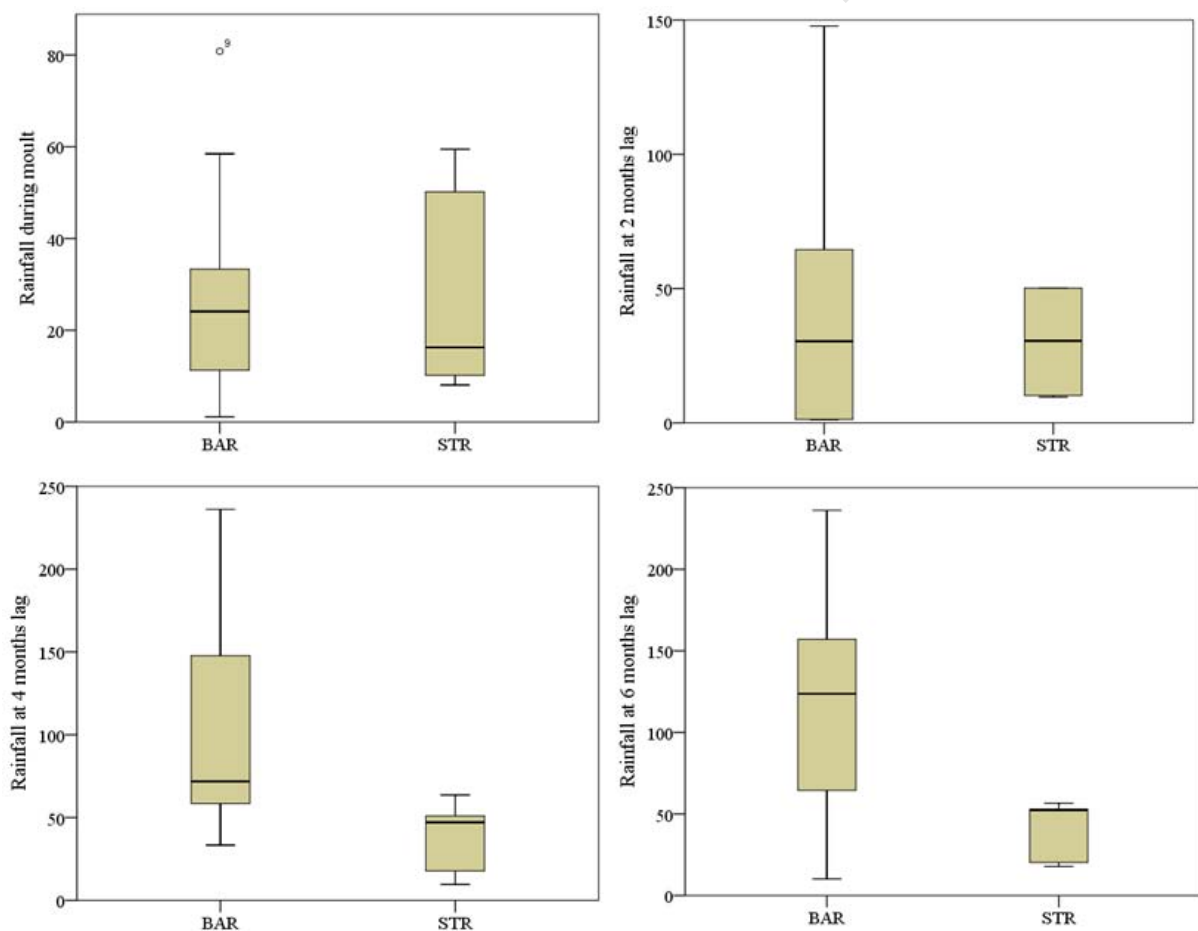 Rainfall during moult
80
60
40
20
0
9
BAR
STR
Rainfall at 2 months lag
150
100
50
0
BAR
STR
Rainfall at 4 months lag
250
200
150
100
50
0
BAR
STR
Rainfall at 6 months lag
250
200
150
100
50
0
BAR
STR